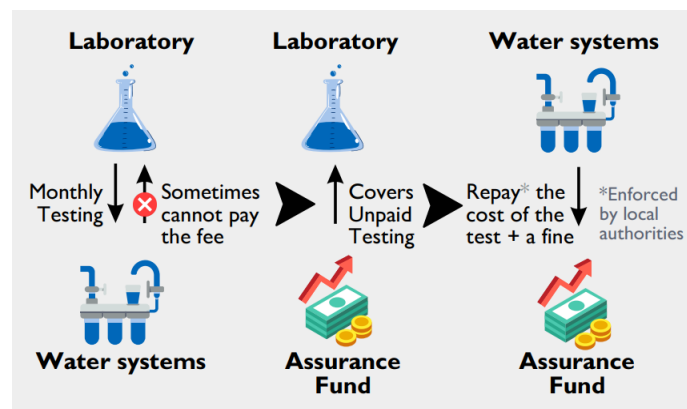 Laboratory
Monthly
Testing
Sometimes
cannot pay
the fee
Water systems
Laboratory
Covers
Unpaid
Testing
Assurance
Fund
Water systems
Repay* the
cost of the
test + a fine
*Enforced
by local
authorities
Assurance
Fund